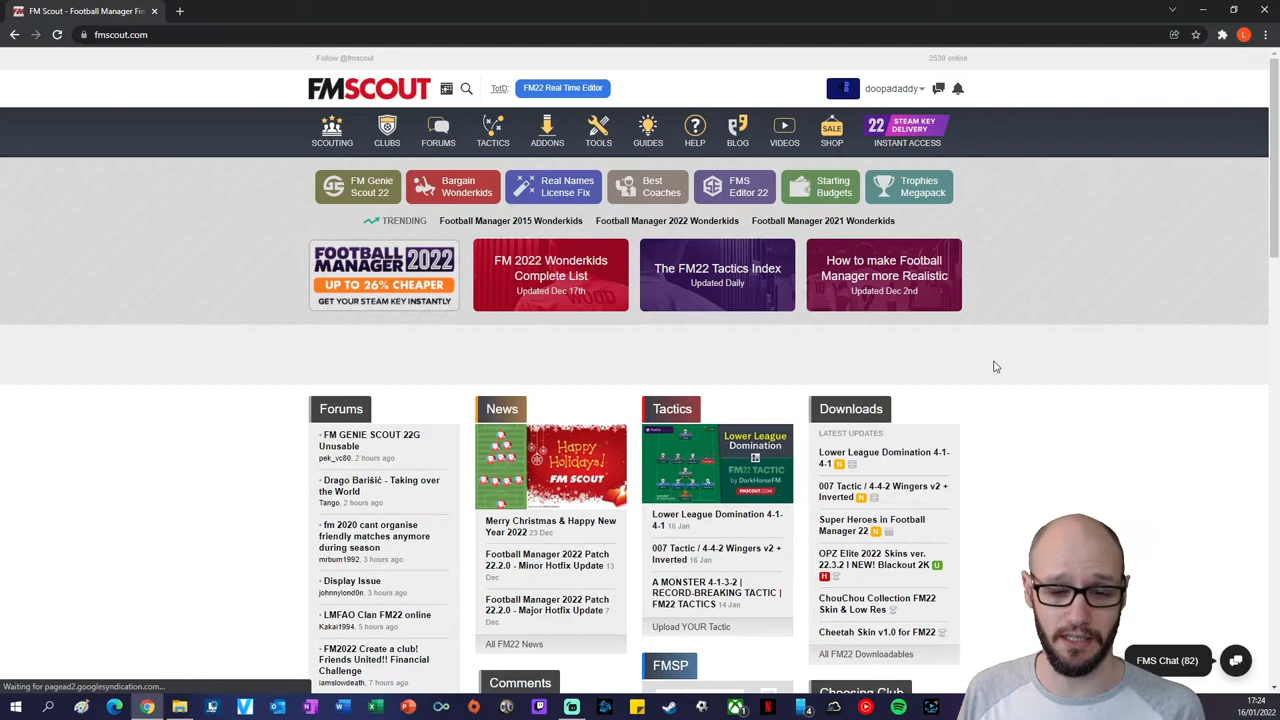 FM Scout - Football Manager Fin
fmscout.com
Follow @fmscout
2538 online
FMSCOUT
TotD:
FM22 Real Time Editor
doopadaddy
SCOUTING
CLUBS
FORUMS
TACTICS
ADDONS
TOOLS
GUIDES
HELP
BLOG
VIDEOS
SALE
SHOP
22 STEAM KEY
DELIVERY
INSTANT ACCESS
FM Genie
Scout 22
Bargain
Wonderkids
Real Names
License Fix
Best
Coaches
FMS
Editor 22
Starting
Budgets
Trophies
Megapack
TRENDING
Football Manager 2015 Wonderkids
Football Manager 2022 Wonderkids
Football Manager 2021 Wonderkids
FOOTBALL
MANAGER 2022
UP TO 26% CHEAPER
GET YOUR STEAM KEY INSTANTLY
FM 2022 Wonderkids
Complete List
Updated Dec 17th
The FM22 Tactics Index
Updated Daily
How to make Football
Manager more Realistic
Updated Dec 2nd
Forums
FM GENIE SCOUT 22G
Unusable
pek_vc80, 2 hours ago
Drago Barišić - Taking over
the World
Tango, 2 hours ago
fm 2020 cant organise
friendly matches anymore
during season
mrburn1992, 3 hours ago
Display Issue
johnnylond0n, 3 hours ago
LMFAO Clan FM22 online
Kakai1994, 5 hours ago
FM2022 Create a club!
Friends United!! Financial
Challenge
iamslowdeath, 7 hours ago
News
Happy
Holidays!
FM SCOUT
Merry Christmas & Happy New
Year 2022 23 Dec
Football Manager 2022 Patch
22.2.0 - Minor Hotfix Update 13
Dec
Football Manager 2022 Patch
22.2.0 - Major Hotfix Update 7
Dec
All FM22 News
Comments
Tactics
Lower League
Domination
4-1-4-1
FM22 TACTIC
by DarkHorseFM
FMSCOUT.COM
Lower League Domination 4-1-
4-1 16 Jan
007 Tactic / 4-4-2 Wingers v2 +
Inverted 16 Jan
A MONSTER 4-1-3-2 |
RECORD-BREAKING TACTIC |
FM22 TACTICS 14 Jan
Upload YOUR Tactic
FMSP
Downloads
LATEST UPDATES
Lower League Domination 4-1-
4-1 N
007 Tactic / 4-4-2 Wingers v2 +
Inverted N
Super Heroes in Football
Manager 22 N
OPZ Elite 2022 Skins ver.
22.3.2 I NEW! Blackout 2K U
H
ChouChou Collection FM22
Skin & Low Res
Cheetah Skin v1.0 for FM22
All FM22 Downloadables
Choosing Club
FMS Chat (82)
Waiting for pagead2.googlesyndication.com...
17:24
16/01/2022